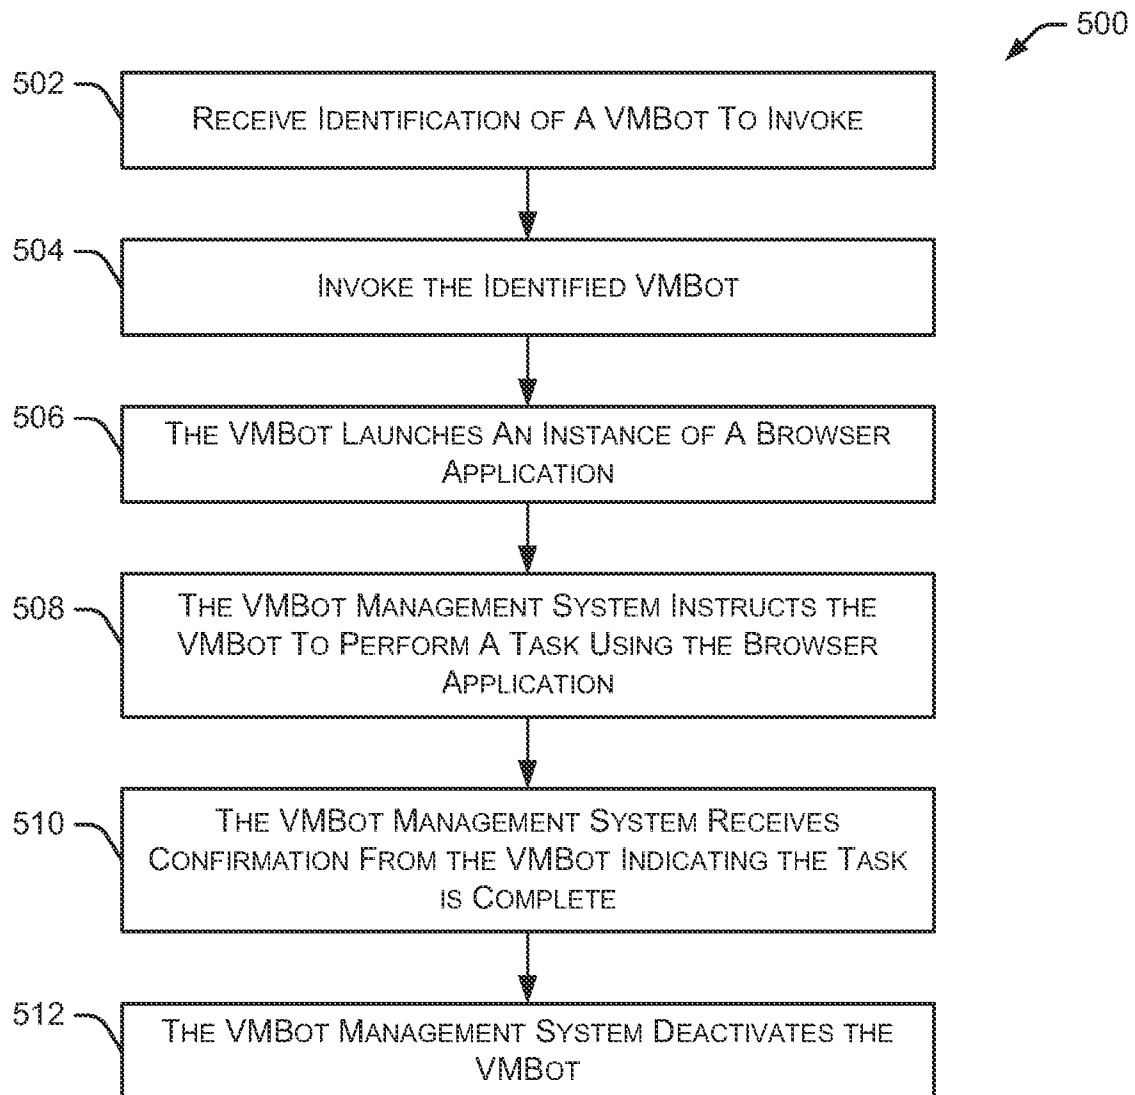 500
502
RECEIVE IDENTIFICATION OF A VMBOT TO INVOKE
504
INVOKE THE IDENTIFIED VMBOT
506
THE VMBOT LAUNCHES AN INSTANCE OF A BROWSER
APPLICATION
508
THE VMBOT MANAGEMENT SYSTEM INSTRUCTS THE
VMBOT TO PERFORM A TASK USING THE BROWSER
APPLICATION
510
THE VMBOT MANAGEMENT SYSTEM RECEIVES
CONFIRMATION FROM THE VMBOT INDICATING THE TASK
IS COMPLETE
512
THE VMBOT MANAGEMENT SYSTEM DEACTIVATES THE
VMBOT